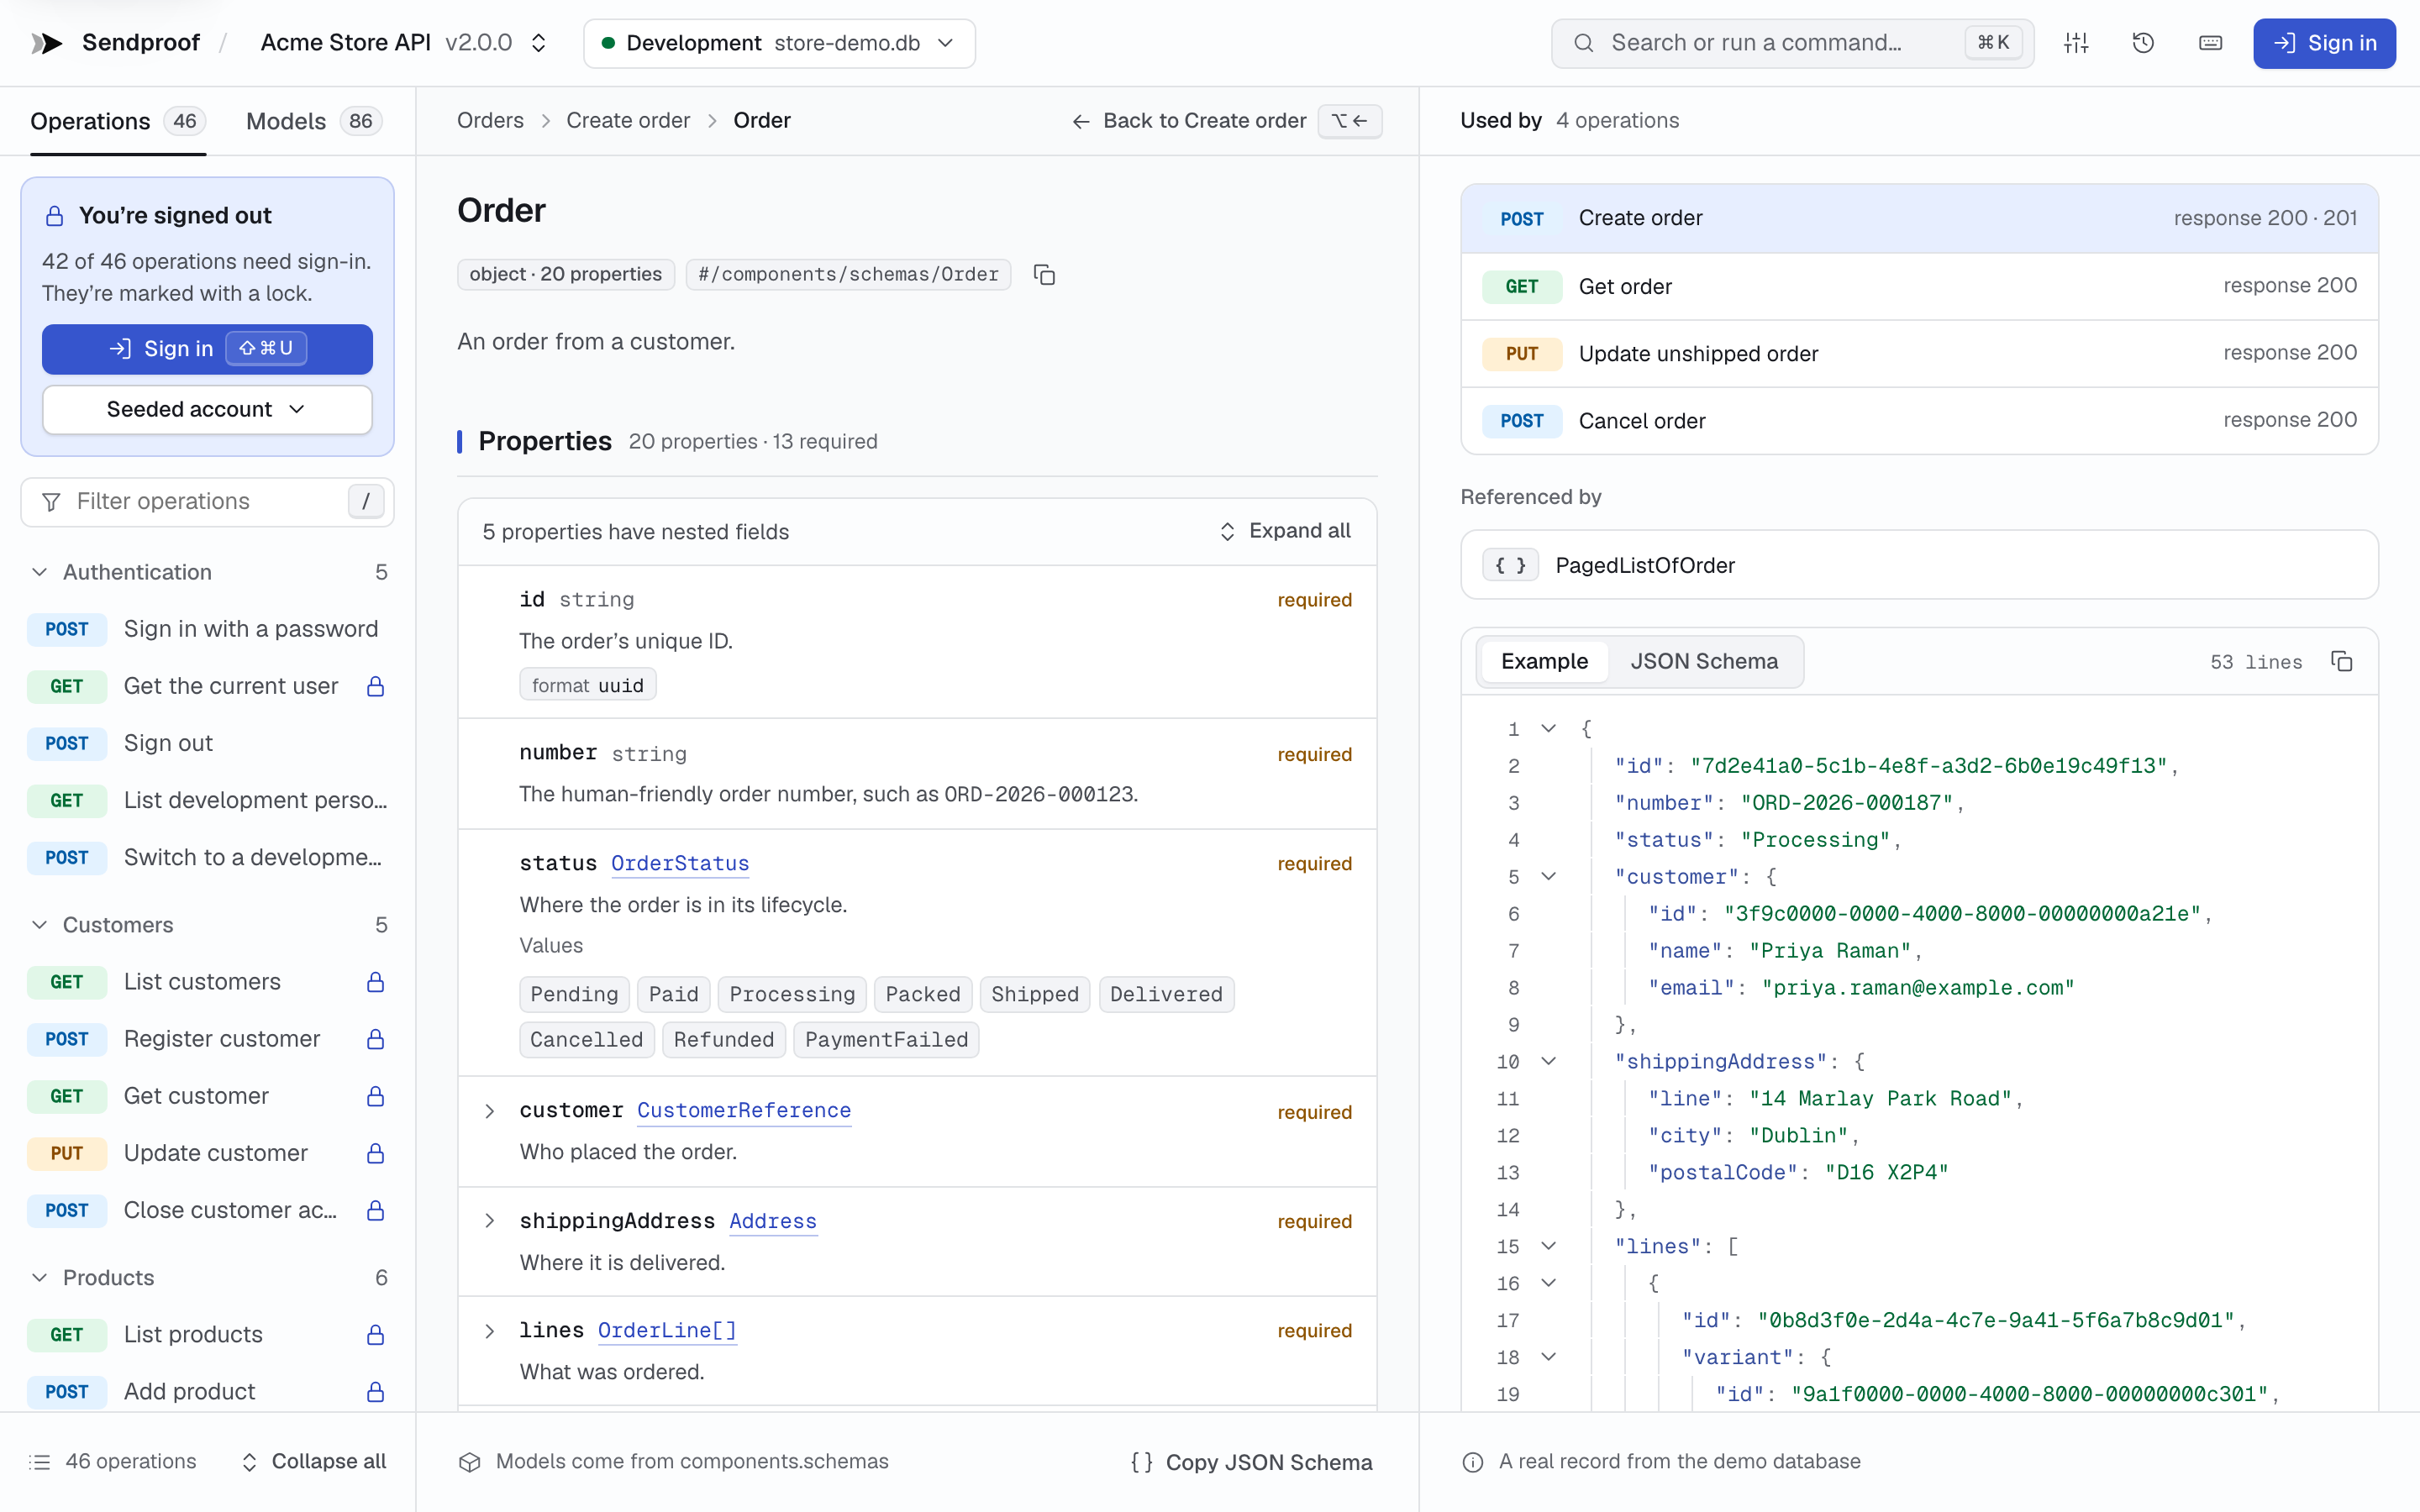 Sendproof / Acme Store API v2.0.0
Development store-demo.db
Search or run a command… ⌘K
Sign in
Operations 46 Models 86
You’re signed out
42 of 46 operations need sign-in.
They’re marked with a lock.
Sign in ⇧⌘U
Seeded account
Filter operations /
Authentication 5
POST Sign in with a password
GET Get the current user
POST Sign out
GET List development perso…
POST Switch to a developme…
Customers 5
GET List customers
POST Register customer
GET Get customer
PUT Update customer
POST Close customer ac…
Products 6
GET List products
POST Add product
46 operations Collapse all
Orders > Create order > Order
← Back to Create order ⌥←
Order
object · 20 properties #/components/schemas/Order
An order from a customer.
Properties 20 properties · 13 required
5 properties have nested fields Expand all
id string required
The order’s unique ID.
format uuid
number string required
The human-friendly order number, such as ORD-2026-000123.
status OrderStatus required
Where the order is in its lifecycle.
Values
Pending Paid Processing Packed Shipped Delivered
Cancelled Refunded PaymentFailed
customer CustomerReference required
Who placed the order.
shippingAddress Address required
Where it is delivered.
lines OrderLine[] required
What was ordered.
Models come from components.schemas { } Copy JSON Schema
Used by 4 operations
POST Create order response 200 · 201
GET Get order response 200
PUT Update unshipped order response 200
POST Cancel order response 200
Referenced by
{ } PagedListOfOrder
Example JSON Schema 53 lines
1 {
2 "id": "7d2e41a0-5c1b-4e8f-a3d2-6b0e19c49f13",
3 "number": "ORD-2026-000187",
4 "status": "Processing",
5 "customer": {
6 "id": "3f9c0000-0000-4000-8000-00000000a21e",
7 "name": "Priya Raman",
8 "email": "priya.raman@example.com"
9 },
10 "shippingAddress": {
11 "line": "14 Marlay Park Road",
12 "city": "Dublin",
13 "postalCode": "D16 X2P4"
14 },
15 "lines": [
16 {
17 "id": "0b8d3f0e-2d4a-4c7e-9a41-5f6a7b8c9d01",
18 "variant": {
19 "id": "9a1f0000-0000-4000-8000-00000000c301",
A real record from the demo database